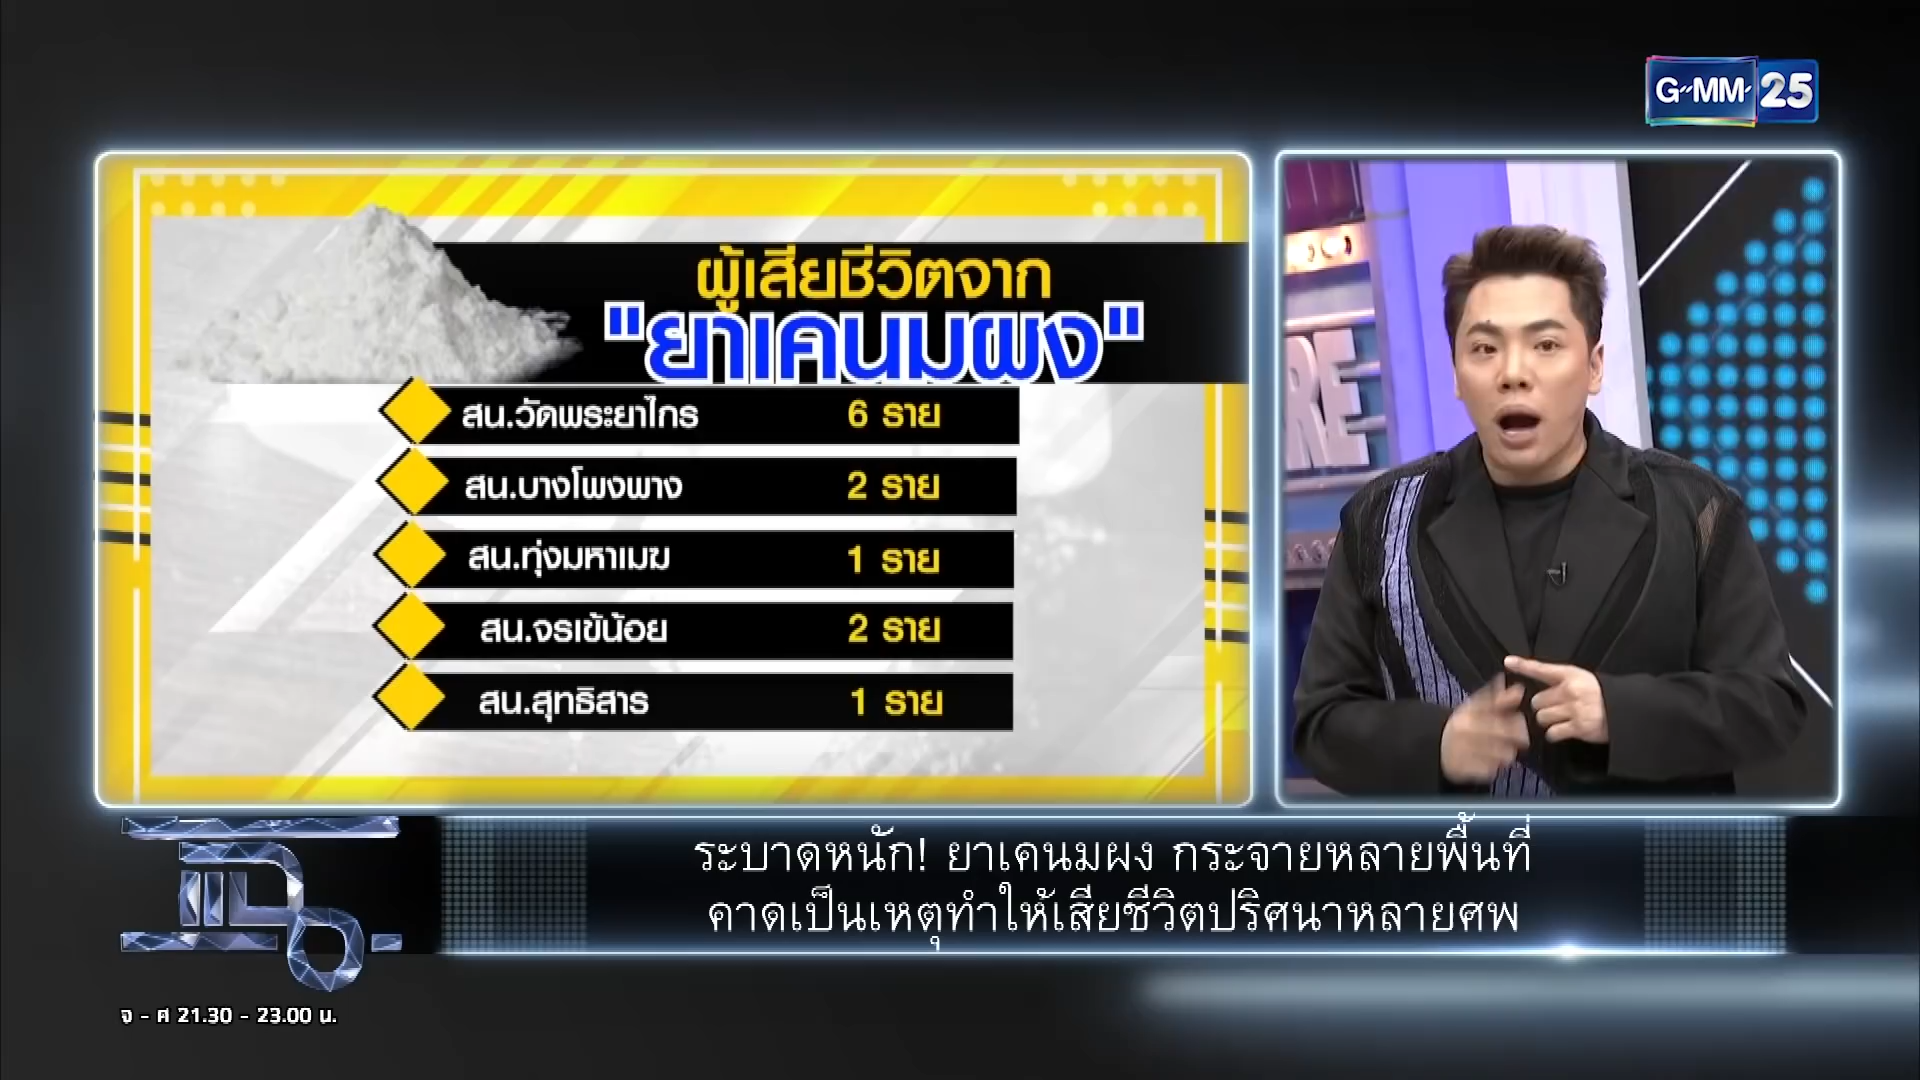 G-MM 25
ผู้เสียชีวิตจาก
"ยาเคนมผง"
สน.วัดพระยาไกร 6 ราย
สน.บางโพงพาง 2 ราย
สน.ทุ่งมหาเมฆ 1 ราย
สน.จรเข้น้อย 2 ราย
สน.สุทธิสาร 1 ราย
ระบาดหนัก! ยาเคนมผง กระจายหลายพื้นที่
คาดเป็นเหตุทำให้เสียชีวิตปริศนาหลายศพ
แฉ
จ - ศ 21.30 - 23.00 น.